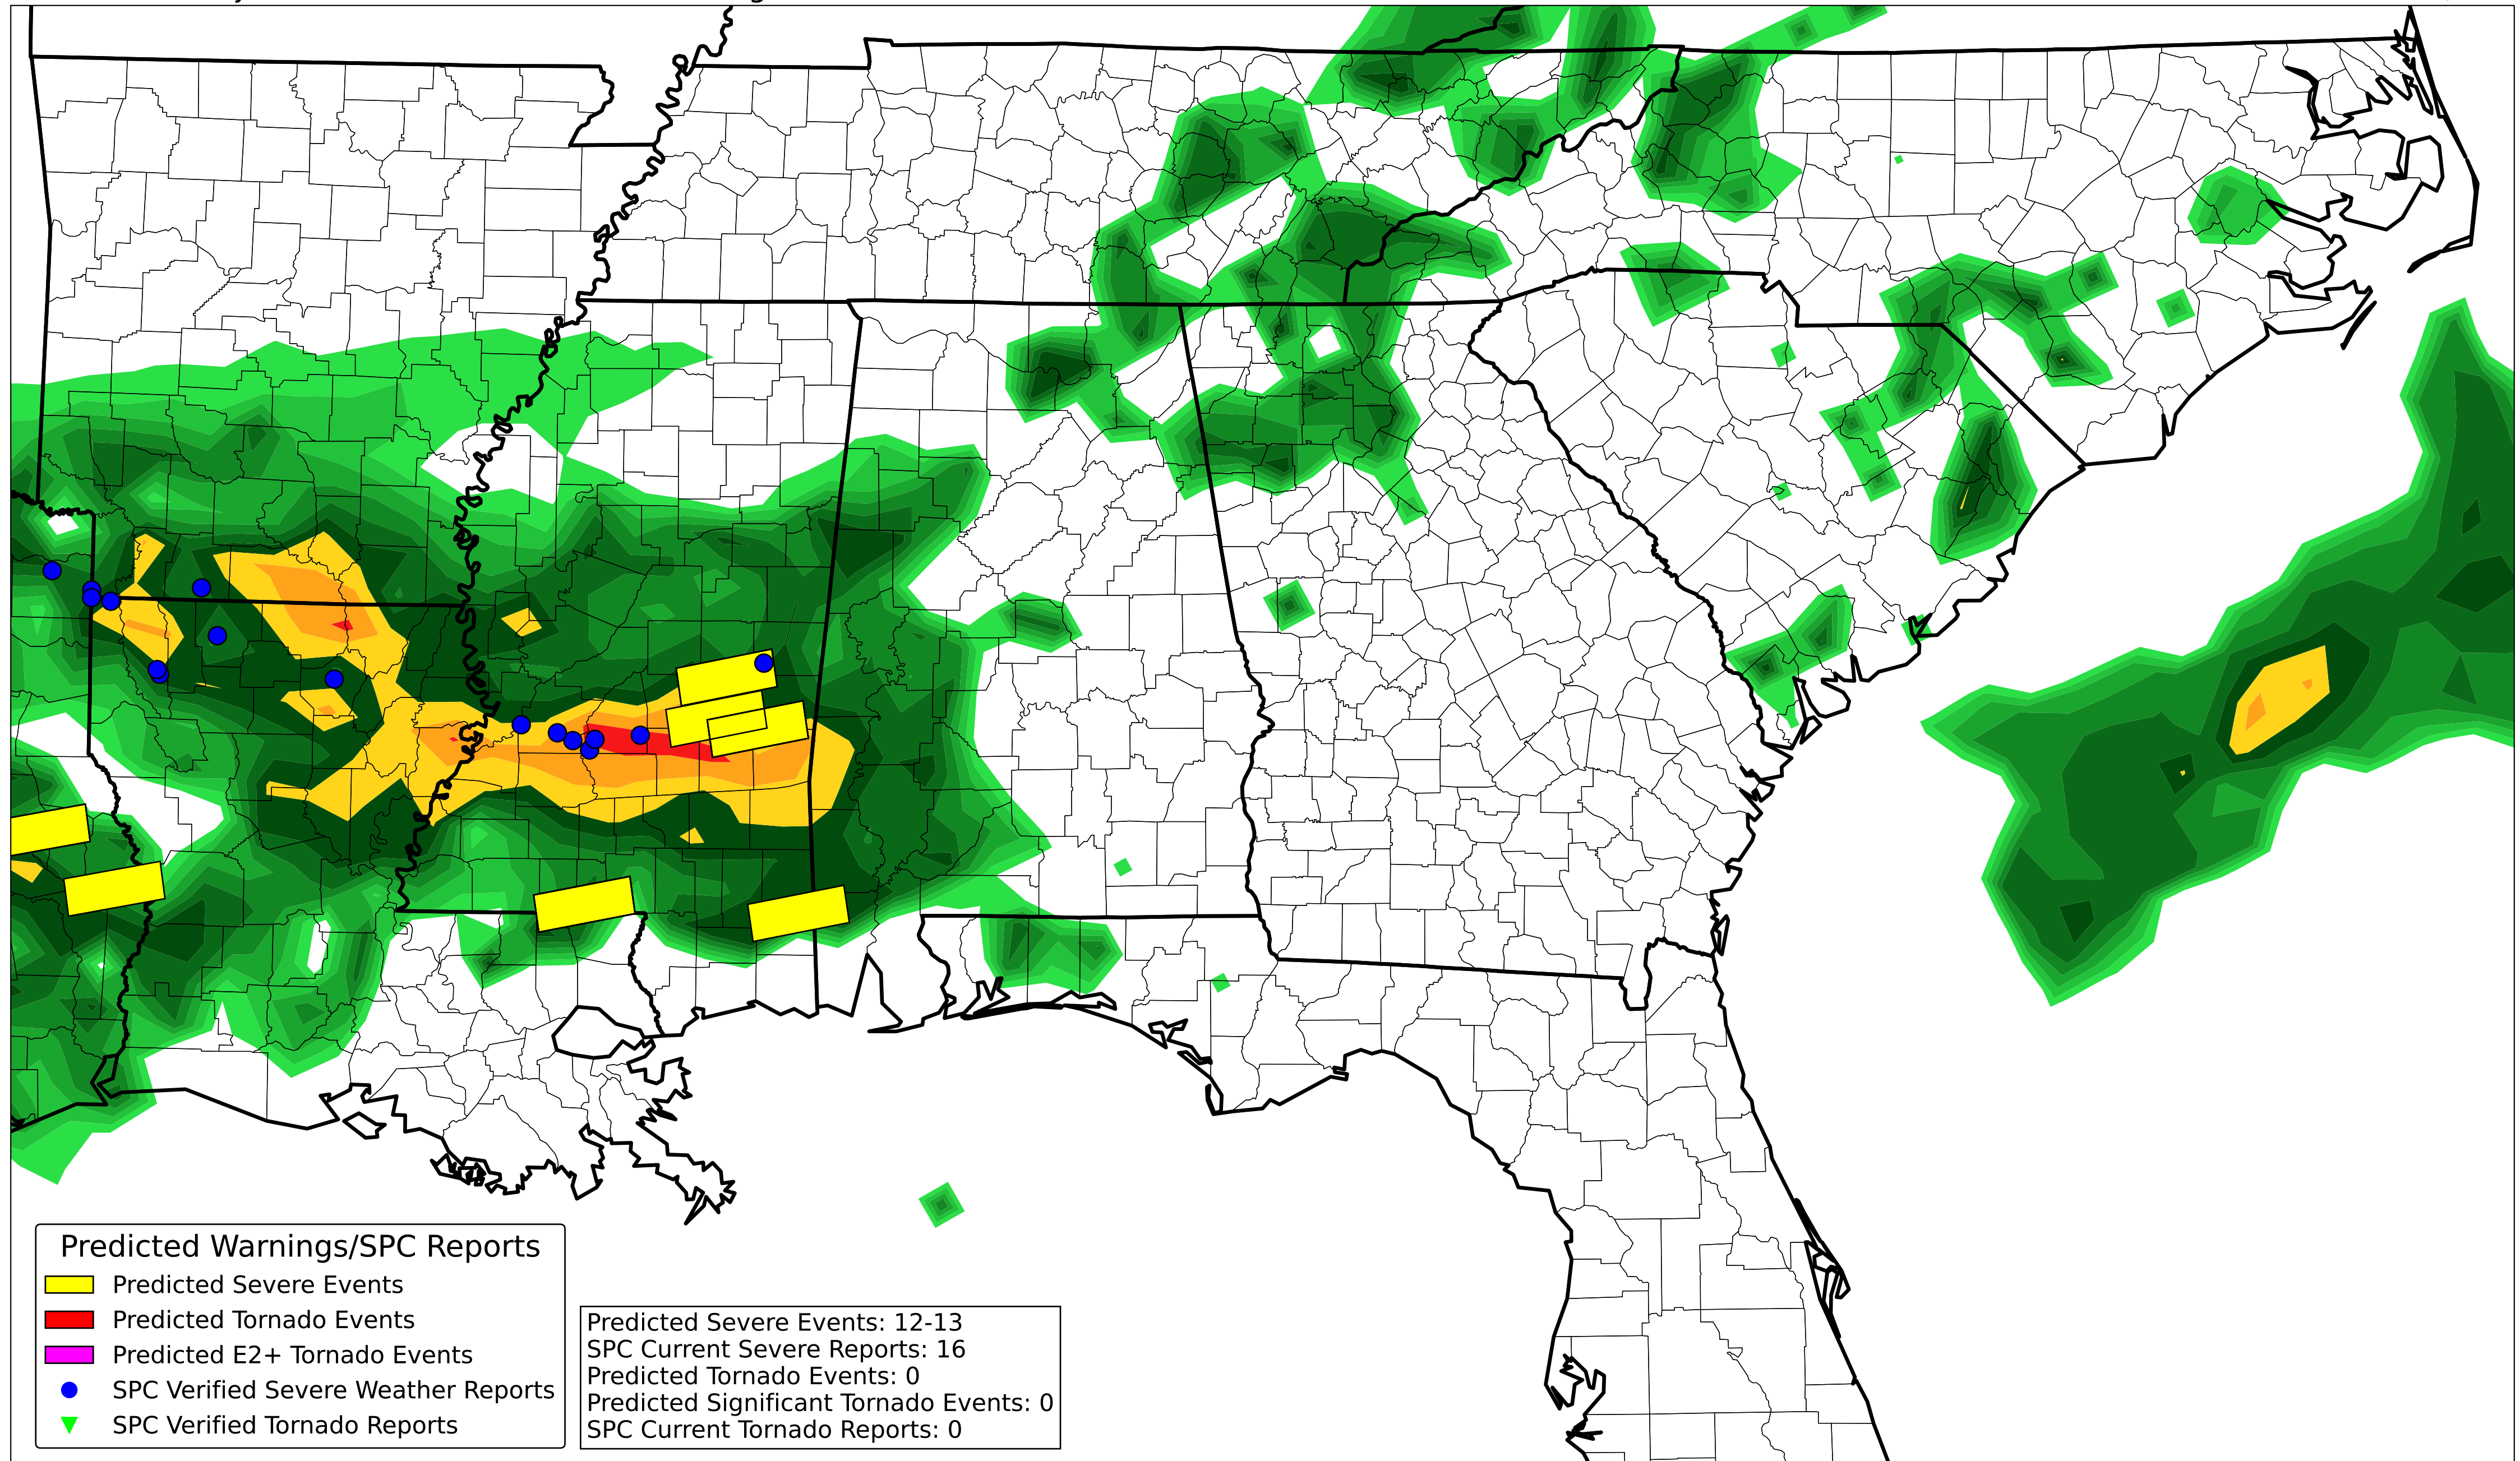 Predicted Warnings/SPC Reports
Predicted Severe Events
Predicted Tornado Events
Predicted E2+ Tornado Events
SPC Verified Severe Weather Reports
SPC Verified Tornado Reports
Predicted Severe Events: 12-13
SPC Current Severe Reports: 16
Predicted Tornado Events: 0
Predicted Significant Tornado Events: 0
SPC Current Tornado Reports: 0